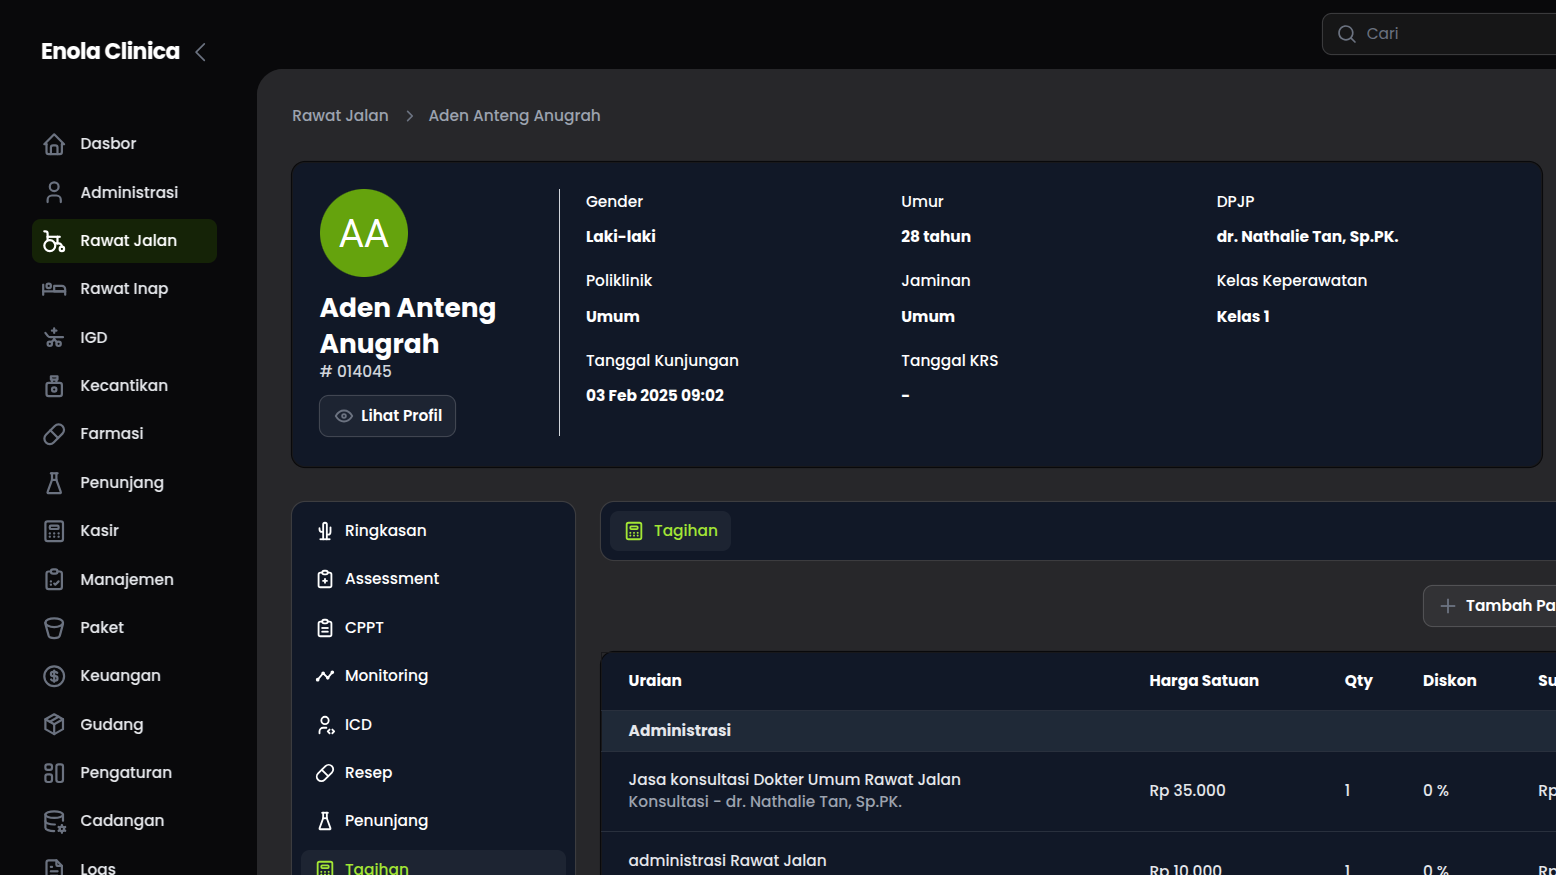 Enola Clinica
Cari
Dasbor
Administrasi
Rawat Jalan
Rawat Inap
IGD
Kecantikan
Farmasi
Penunjang
Kasir
Manajemen
Paket
Keuangan
Gudang
Pengaturan
Cadangan
Logs
Rawat Jalan > Aden Anteng Anugrah
AA
Aden Anteng
Anugrah
# 014045
Lihat Profil
Gender
Laki-laki
Umur
28 tahun
DPJP
dr. Nathalie Tan, Sp.PK.
Poliklinik
Umum
Jaminan
Umum
Kelas Keperawatan
Kelas 1
Tanggal Kunjungan
03 Feb 2025 09:02
Tanggal KRS
-
Ringkasan
Assessment
CPPT
Monitoring
ICD
Resep
Penunjang
Tagihan
Tagihan
Tambah Pa
Uraian Harga Satuan Qty Diskon Su
Administrasi
Jasa konsultasi Dokter Umum Rawat Jalan
Konsultasi - dr. Nathalie Tan, Sp.PK.
Rp 35.000 1 0 % Rp
administrasi Rawat Jalan
Rp 10.000 1 0 % Rp